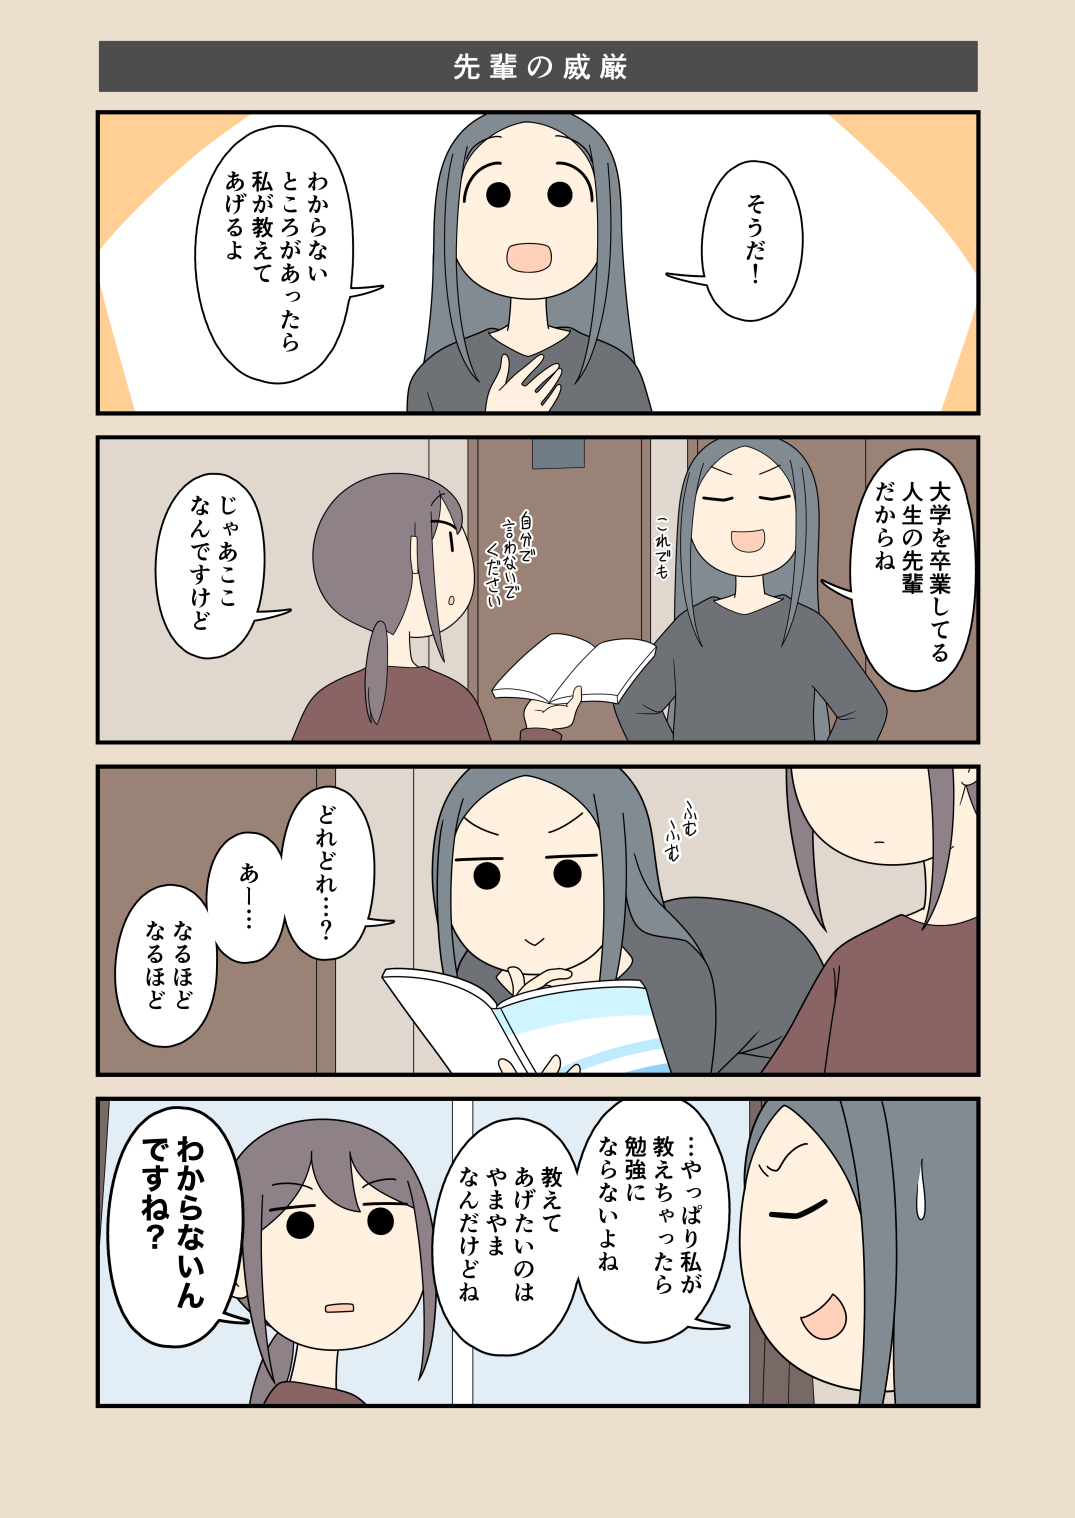 先輩の威厳
そうだ！
わからない
ところがあったら
私が教えて
あげるよ
大学を卒業してる
人生の先輩
だからね
これでも
自分で
言わないで
ください
じゃあここ
なんですけど
ふむ
ふむ
どれどれ…？
あー…
なるほど
なるほど
…やっぱり私が
教えちゃったら
勉強に
ならないよね
教えて
あげたいのは
やまやま
なんだけどね
わからないん
ですね？